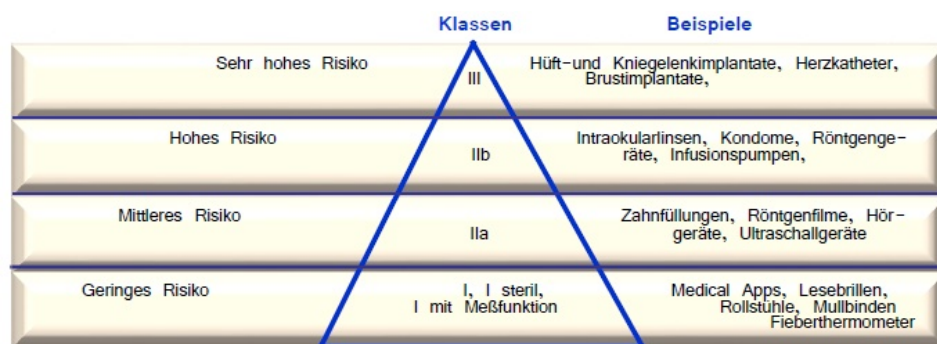 Klassen Beispiele
Sehr hohes Risiko
III
Hüft-und Kniegelenkimplantate, Herzkatheter,
Brustimplantate,
Hohes Risiko
IIb
Intraokularlinsen, Kondome, Röntgenge-
räte, Infusionspumpen,
Mittleres Risiko
IIa
Zahnfüllungen, Röntgenfilme, Hör-
geräte, Ultraschallgeräte
Geringes Risiko
I, I steril,
I mit Meßfunktion
Medical Apps, Lesebrillen,
Rollstühle, Mullbinden
Fieberthermometer